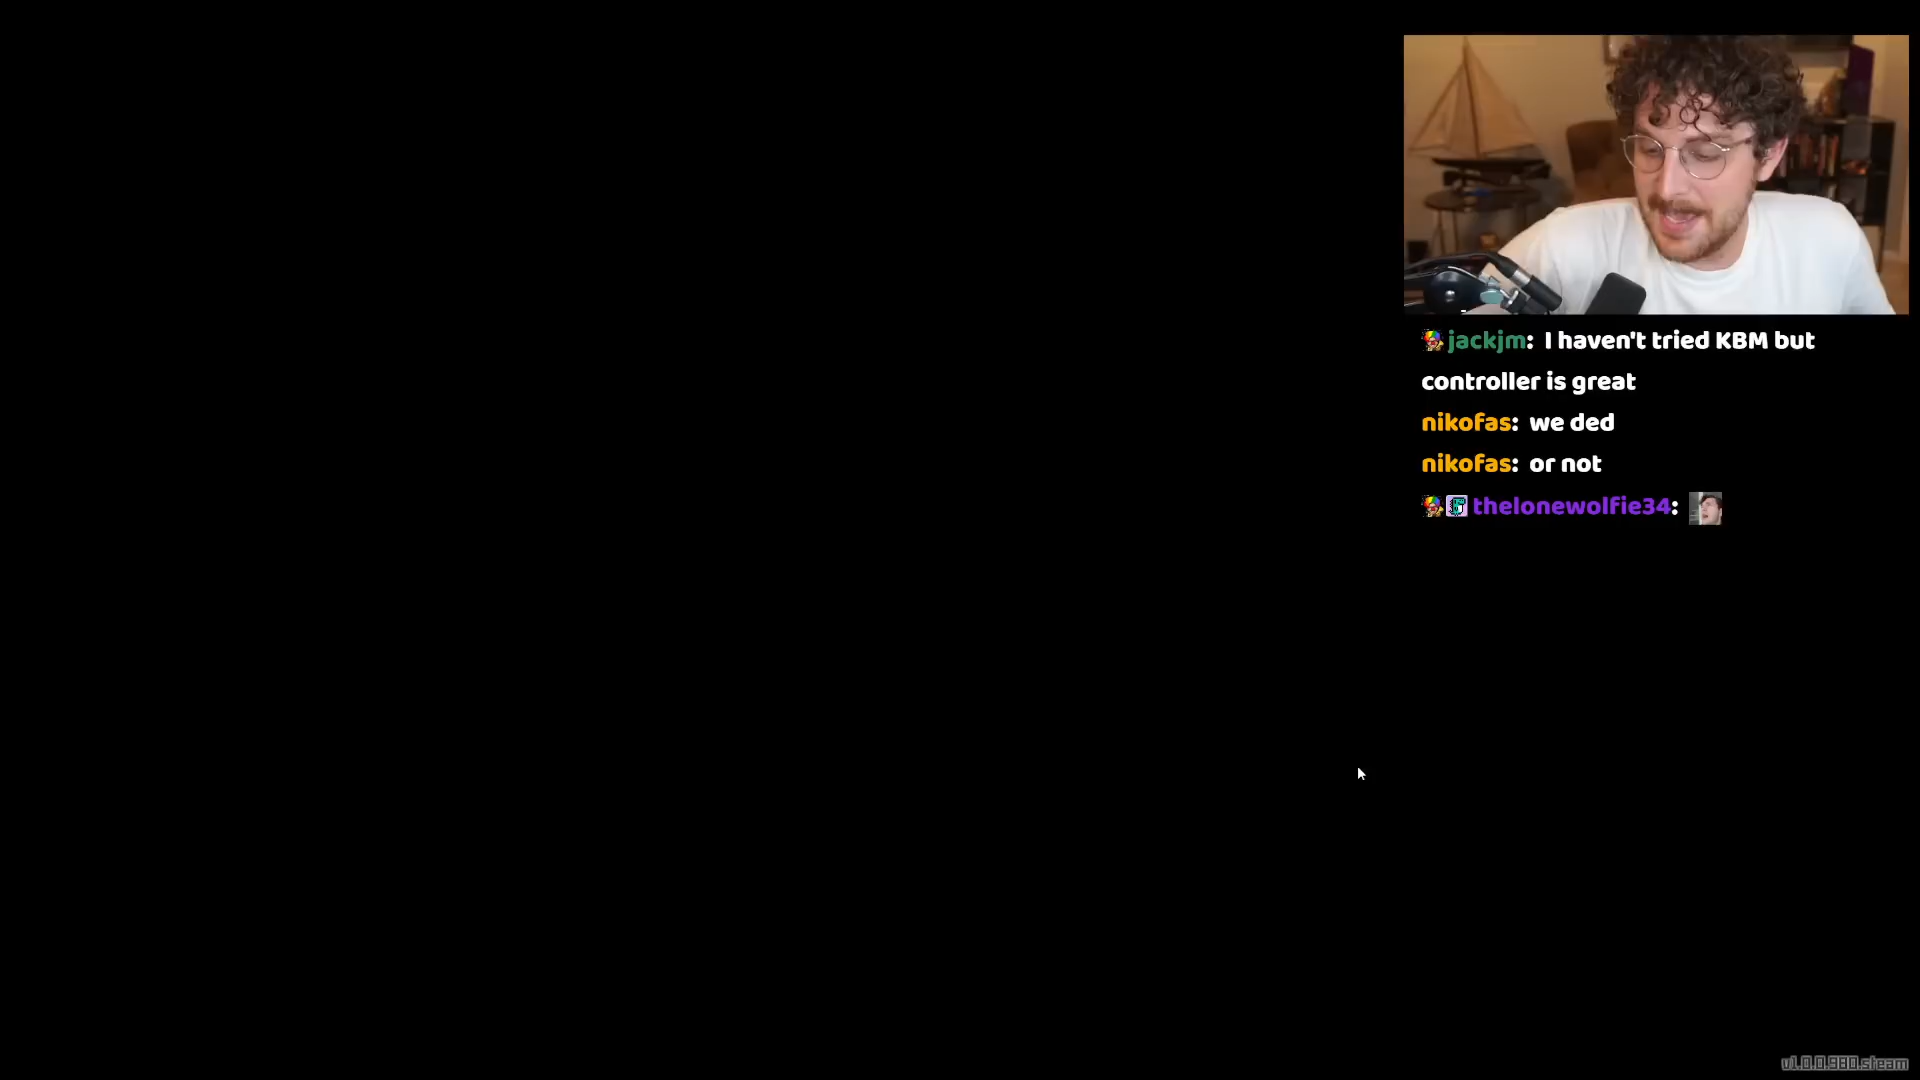 jackjm: I haven't tried KBM but
controller is great
nikofas: we ded
nikofas: or not
thelonewolfie34:
v1.0.0.980.steam